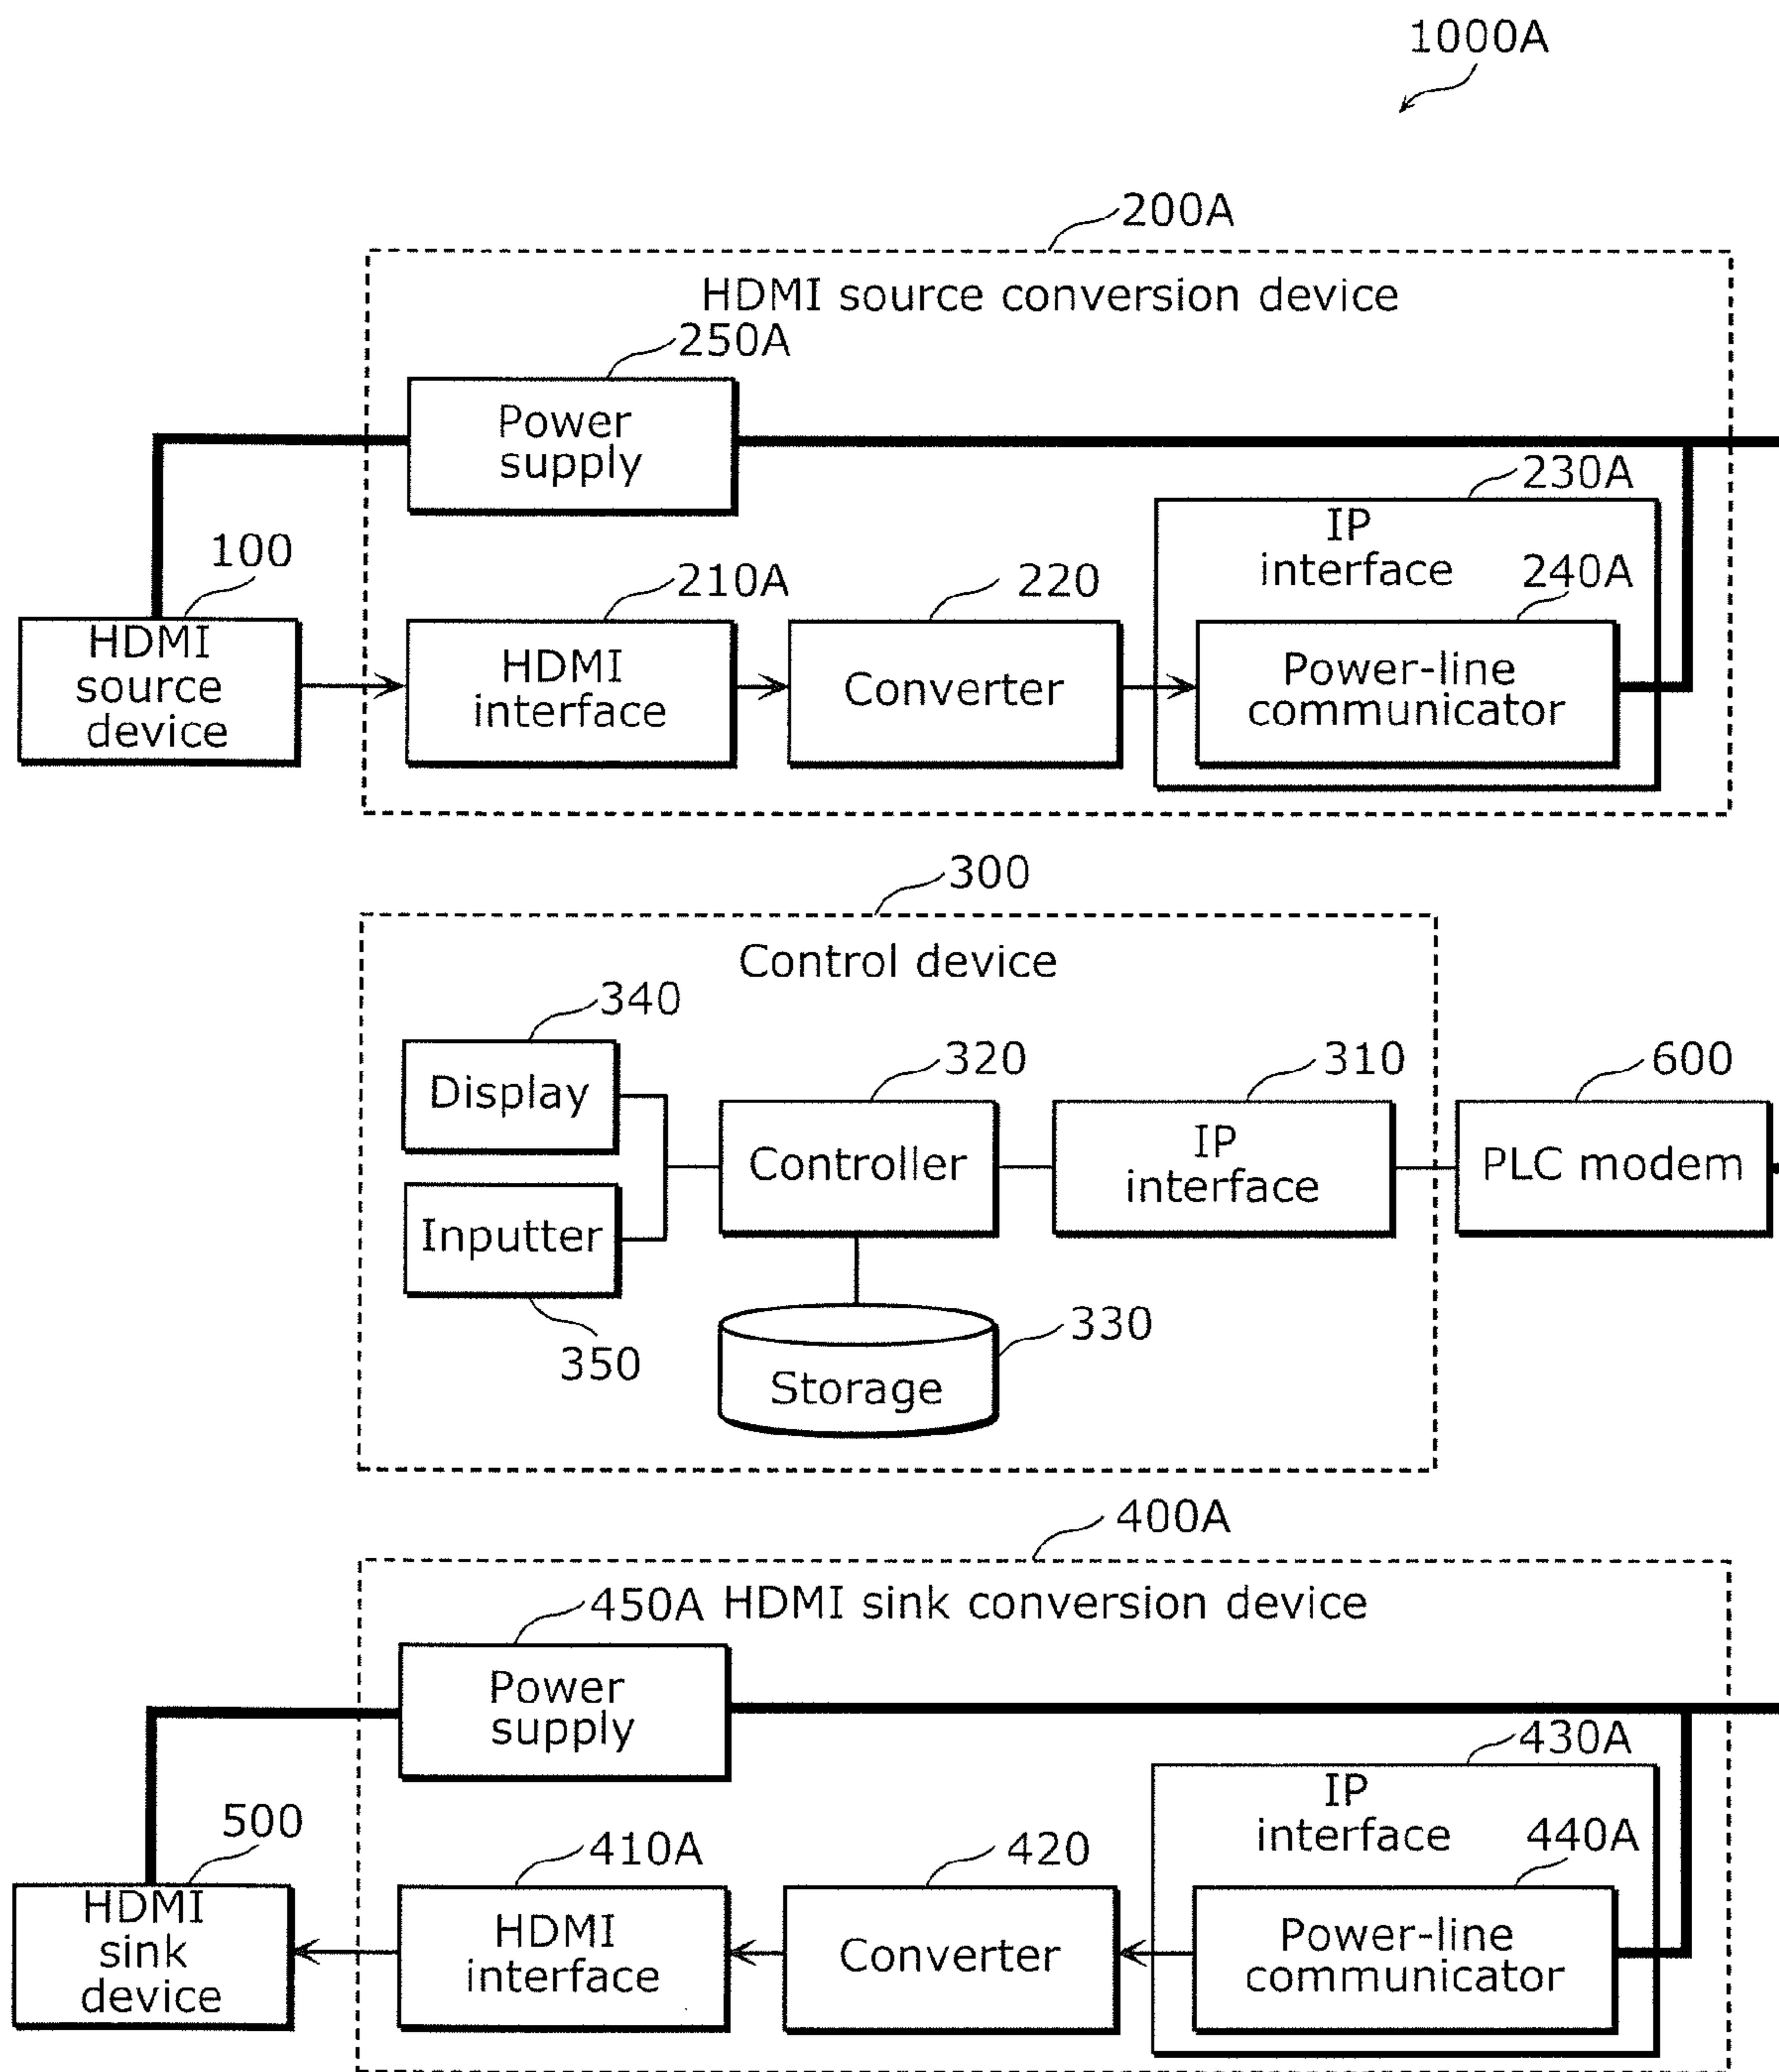 1000A
200A
HDMI source conversion device
250A
Power
supply
230A
IP
interface
100
210A
220
240A
HDMI
source
device
HDMI
interface
Converter
Power-line
communicator
300
Control device
340
320
310
600
Display
Controller
IP
interface
PLC modem
Inputter
350
330
Storage
400A
450A
HDMI sink conversion device
Power
supply
430A
IP
interface
500
410A
420
440A
HDMI
sink
device
HDMI
interface
Converter
Power-line
communicator